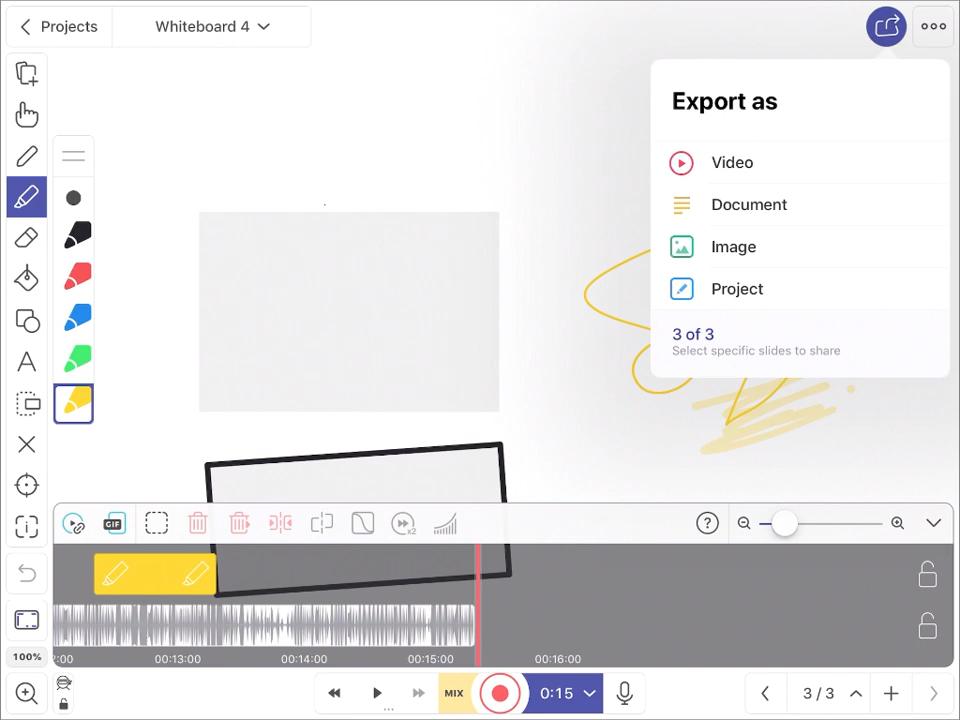 Projects
Whiteboard 4
Export as
Video
Document
Image
Project
3 of 3
Select specific slides to share
A
GIF
x2
?
2:00
00:13:00
00:14:00
00:15:00
00:16:00
100%
MIX
0:15
3 / 3